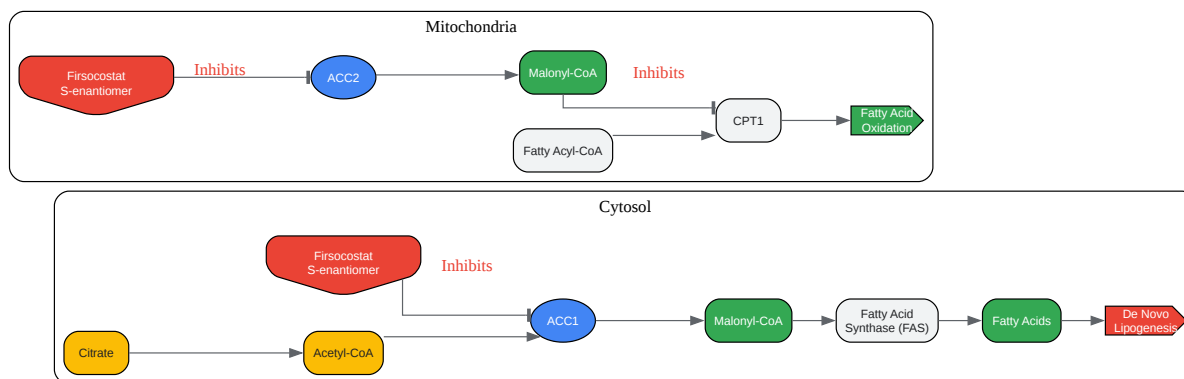 Mitochondria
Firsocostat
S-enantiomer
Inhibits
ACC2
Malonyl-CoA
Inhibits
Fatty Acyl-CoA
CPT1
Fatty Acid
Oxidation
Cytosol
Firsocostat
S-enantiomer
Inhibits
Citrate
Acetyl-CoA
ACC1
Malonyl-CoA
Fatty Acid
Synthase (FAS)
Fatty Acids
De Novo
Lipogenesis